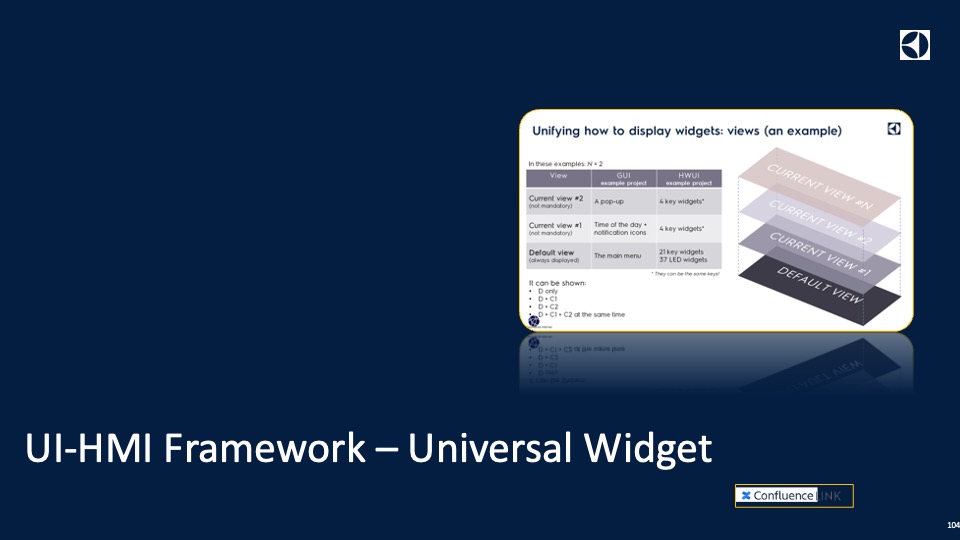 Unifying how to display widgets: views (an example)
In these examples: N = 2
View GUI HWUI
example project example project
Current view #2 A pop-up 4 key widgets*
(not mandatory)
Current view #1 Time of the day + 4 key widgets*
(not mandatory) notification icons
Default view The main menu 21 key widgets
(always displayed) 37 LED widgets
* They can be the same keys!
It can be shown:
• D only
• D + C1
• D + C2
• D + C1 + C2 at the same time
CURRENT VIEW #N
CURRENT VIEW #2
CURRENT VIEW #1
DEFAULT VIEW
UI-HMI Framework – Universal Widget
Confluence LINK
104